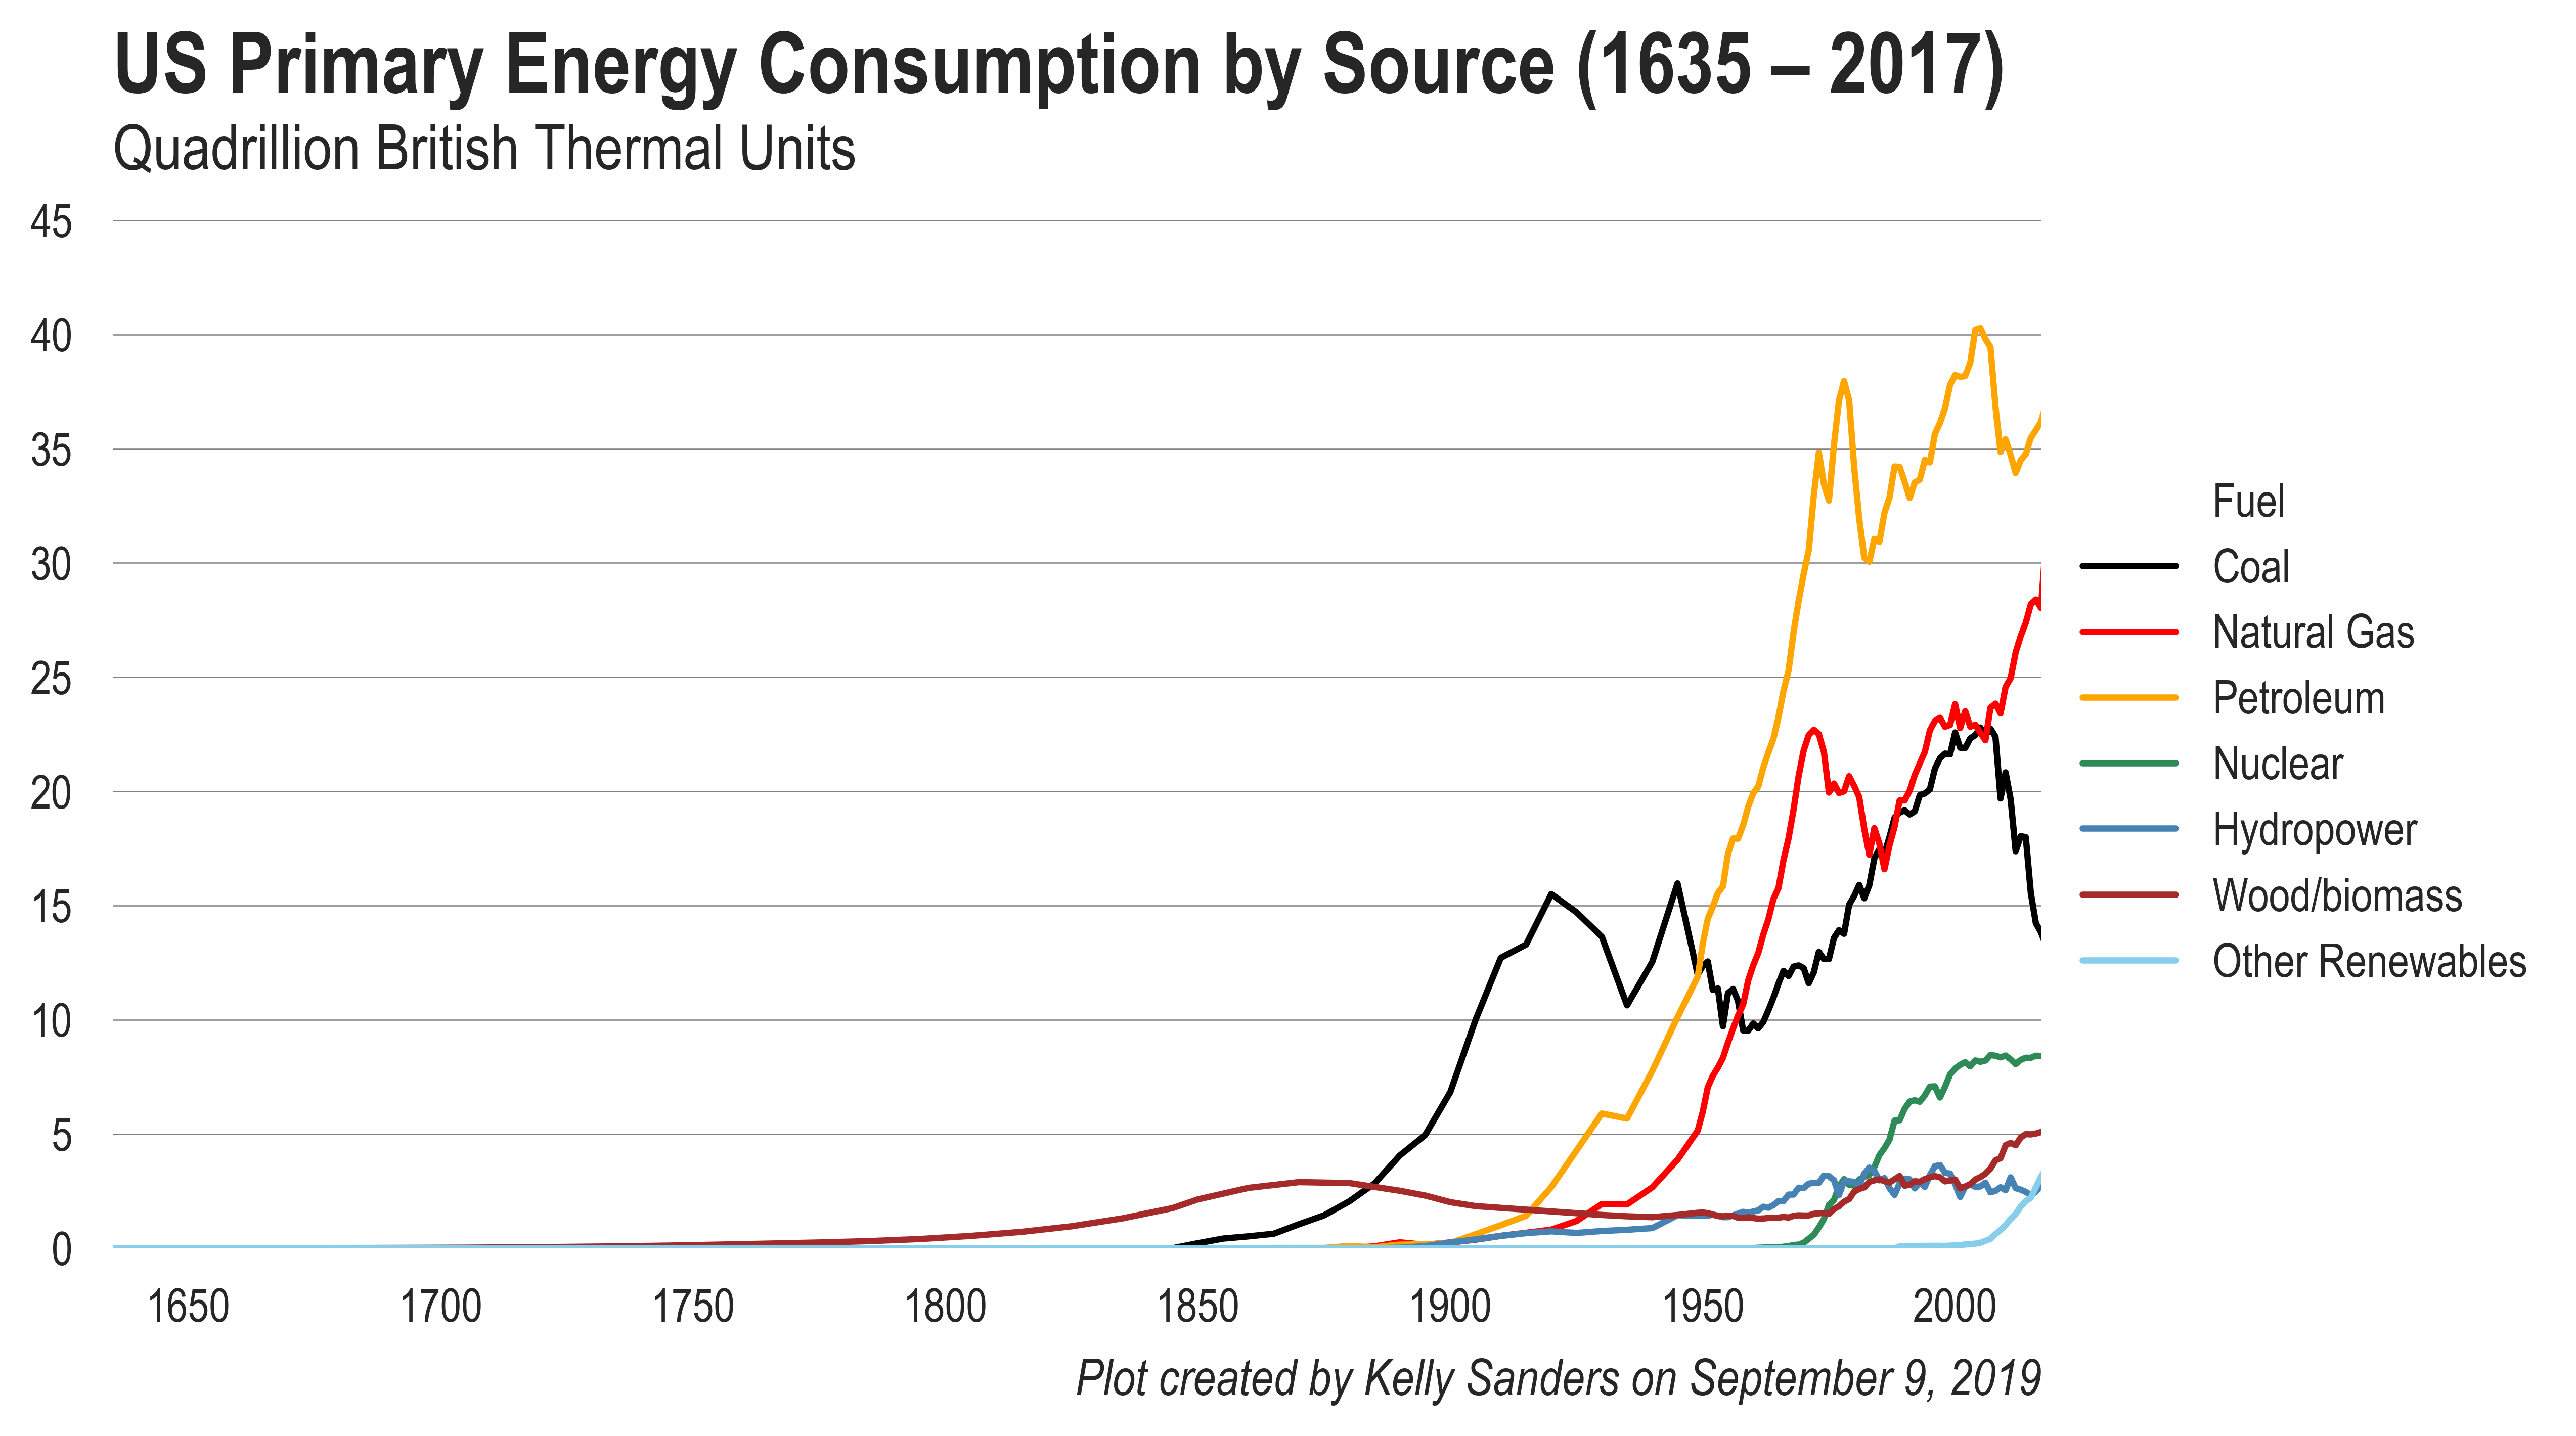 US Primary Energy Consumption by Source (1635 – 2017)
Quadrillion British Thermal Units
45
40
35
30
25
20
15
10
5
0
1650 1700 1750 1800 1850 1900 1950 2000
Fuel
Coal
Natural Gas
Petroleum
Nuclear
Hydropower
Wood/biomass
Other Renewables
Plot created by Kelly Sanders on September 9, 2019